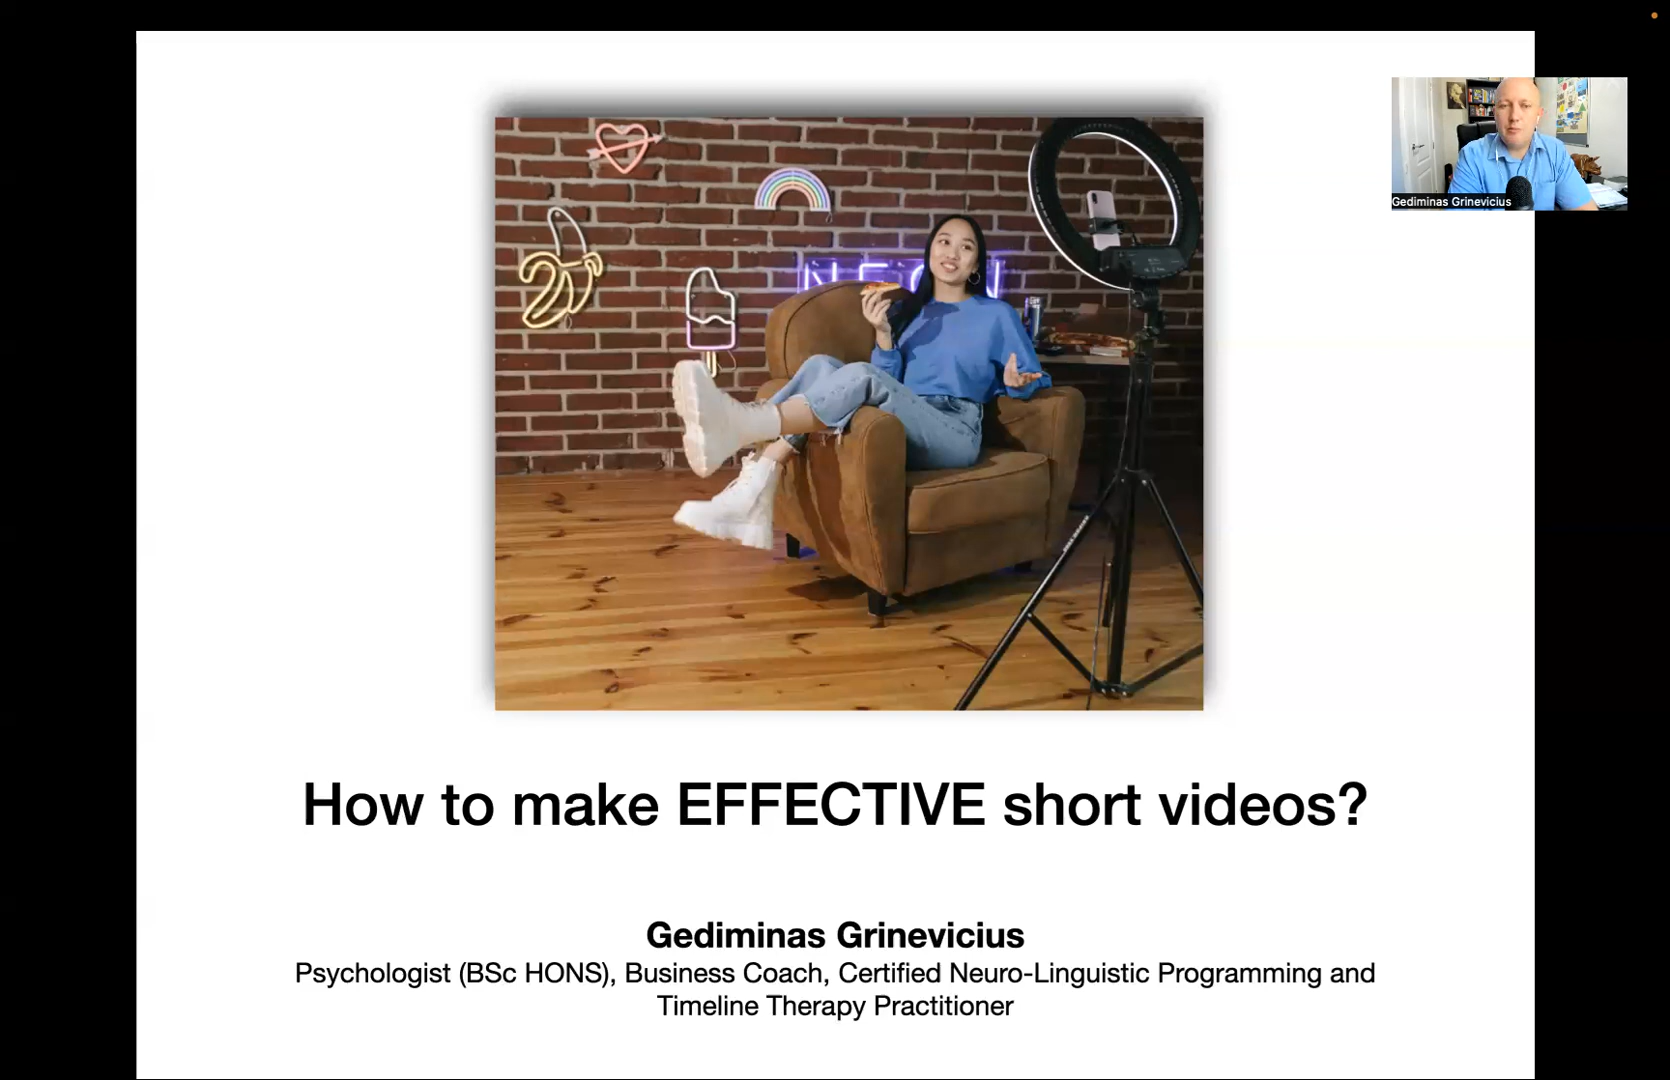 NEON
Gediminas Grinevicius
How to make EFFECTIVE short videos?
Gediminas Grinevicius
Psychologist (BSc HONS), Business Coach, Certified Neuro-Linguistic Programming and
Timeline Therapy Practitioner